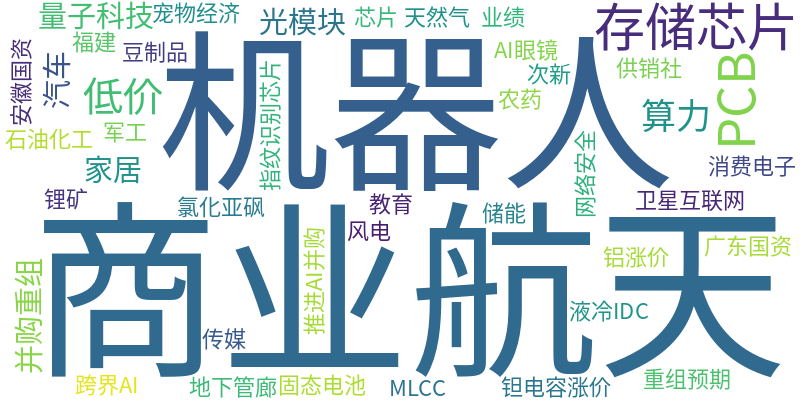 量子科技
宠物经济
光模块
芯片
天然气
业绩
存储芯片
福建
豆制品
AI眼镜
安徽国资
汽车
低价
机器人
次新
供销社
PCB
指纹识别芯片
农药
算力
石油化工
军工
家居
网络安全
消费电子
锂矿
氯化亚砜
教育
储能
卫星互联网
风电
商业航天
推进AI并购
铝涨价
广东国资
并购重组
液冷IDC
传媒
跨界AI
地下管廊
固态电池
MLCC
钽电容涨价
重组预期